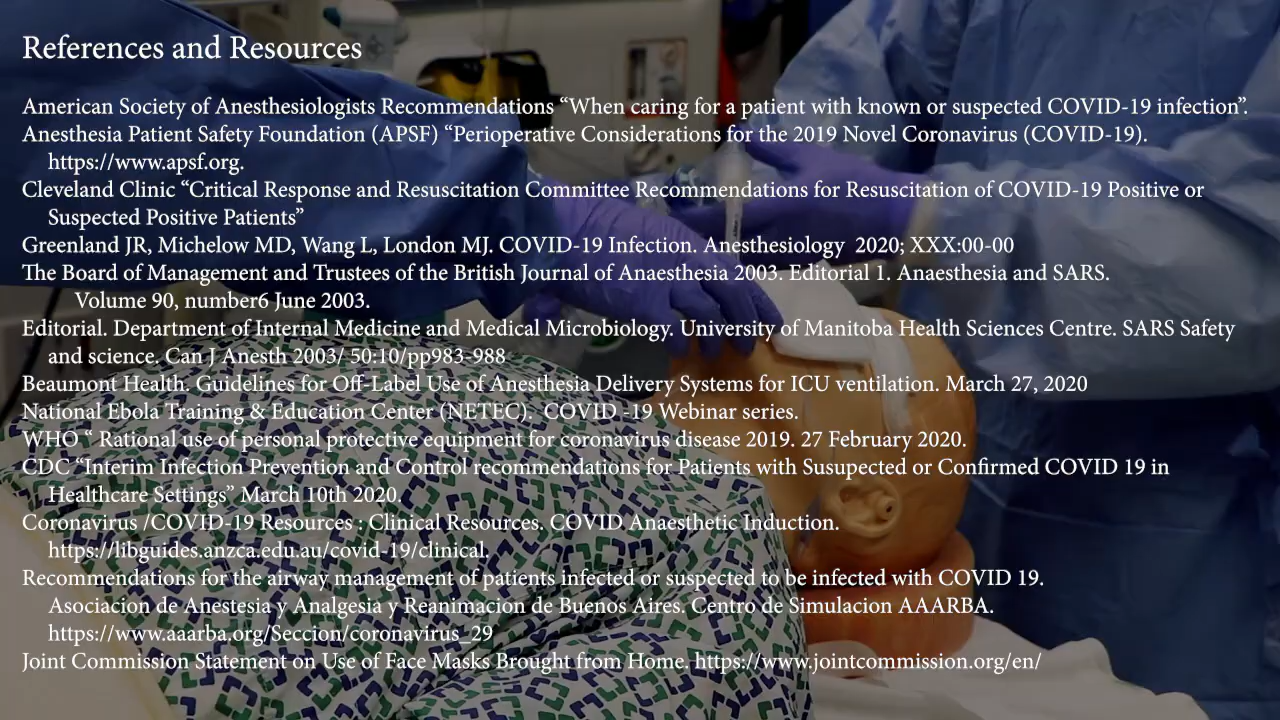 References and Resources
American Society of Anesthesiologists Recommendations “When caring for a patient with known or suspected COVID-19 infection”.
Anesthesia Patient Safety Foundation (APSF) “Perioperative Considerations for the 2019 Novel Coronavirus (COVID-19).
https://www.apsf.org.
Cleveland Clinic “Critical Response and Resuscitation Committee Recommendations for Resuscitation of COVID-19 Positive or
Suspected Positive Patients”
Greenland JR, Michelow MD, Wang L, London MJ. COVID-19 Infection. Anesthesiology  2020; XXX:00-00
The Board of Management and Trustees of the British Journal of Anaesthesia 2003. Editorial 1. Anaesthesia and SARS.
Volume 90, number6 June 2003.
Editorial. Department of Internal Medicine and Medical Microbiology. University of Manitoba Health Sciences Centre. SARS Safety
and science. Can J Anesth 2003/ 50:10/pp983-988
Beaumont Health. Guidelines for Off-Label Use of Anesthesia Delivery Systems for ICU ventilation. March 27, 2020
National Ebola Training & Education Center (NETEC).  COVID -19 Webinar series.
WHO “ Rational use of personal protective equipment for coronavirus disease 2019. 27 February 2020.
CDC “Interim Infection Prevention and Control recommendations for Patients with Susupected or Confirmed COVID 19 in
Healthcare Settings” March 10th 2020.
Coronavirus /COVID-19 Resources : Clinical Resources. COVID Anaesthetic Induction.
https://libguides.anzca.edu.au/covid-19/clinical.
Recommendations for the airway management of patients infected or suspected to be infected with COVID 19.
Asociacion de Anestesia y Analgesia y Reanimacion de Buenos Aires. Centro de Simulacion AAARBA.
https://www.aaarba.org/Seccion/coronavirus_29
Joint Commission Statement on Use of Face Masks Brought from Home. https://www.jointcommission.org/en/